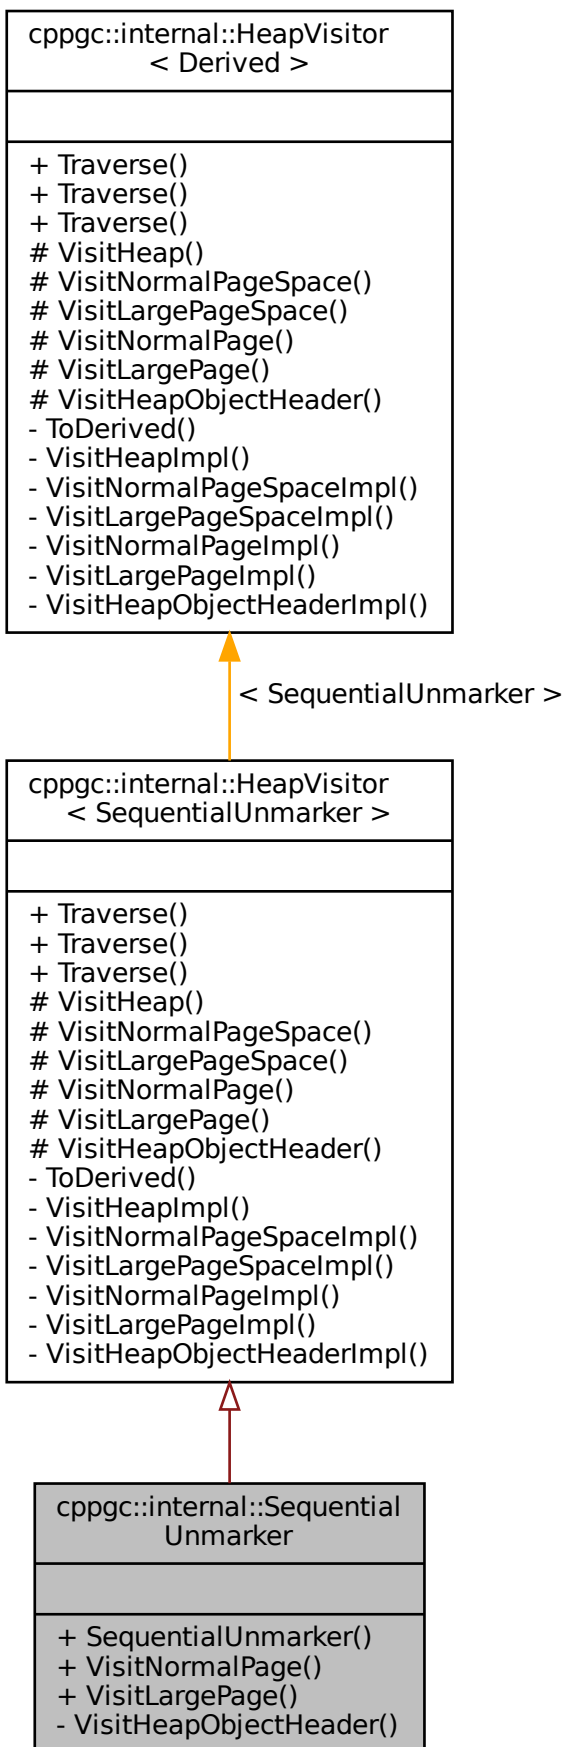 cppgc::internal::HeapVisitor
< Derived >
+ Traverse()
+ Traverse()
+ Traverse()
# VisitHeap()
# VisitNormalPageSpace()
# VisitLargePageSpace()
# VisitNormalPage()
# VisitLargePage()
# VisitHeapObjectHeader()
- ToDerived()
- VisitHeapImpl()
- VisitNormalPageSpaceImpl()
- VisitLargePageSpaceImpl()
- VisitNormalPageImpl()
- VisitLargePageImpl()
- VisitHeapObjectHeaderImpl()
< SequentialUnmarker >
cppgc::internal::HeapVisitor
< SequentialUnmarker >
+ Traverse()
+ Traverse()
+ Traverse()
# VisitHeap()
# VisitNormalPageSpace()
# VisitLargePageSpace()
# VisitNormalPage()
# VisitLargePage()
# VisitHeapObjectHeader()
- ToDerived()
- VisitHeapImpl()
- VisitNormalPageSpaceImpl()
- VisitLargePageSpaceImpl()
- VisitNormalPageImpl()
- VisitLargePageImpl()
- VisitHeapObjectHeaderImpl()
cppgc::internal::Sequential
Unmarker
+ SequentialUnmarker()
+ VisitNormalPage()
+ VisitLargePage()
- VisitHeapObjectHeader()